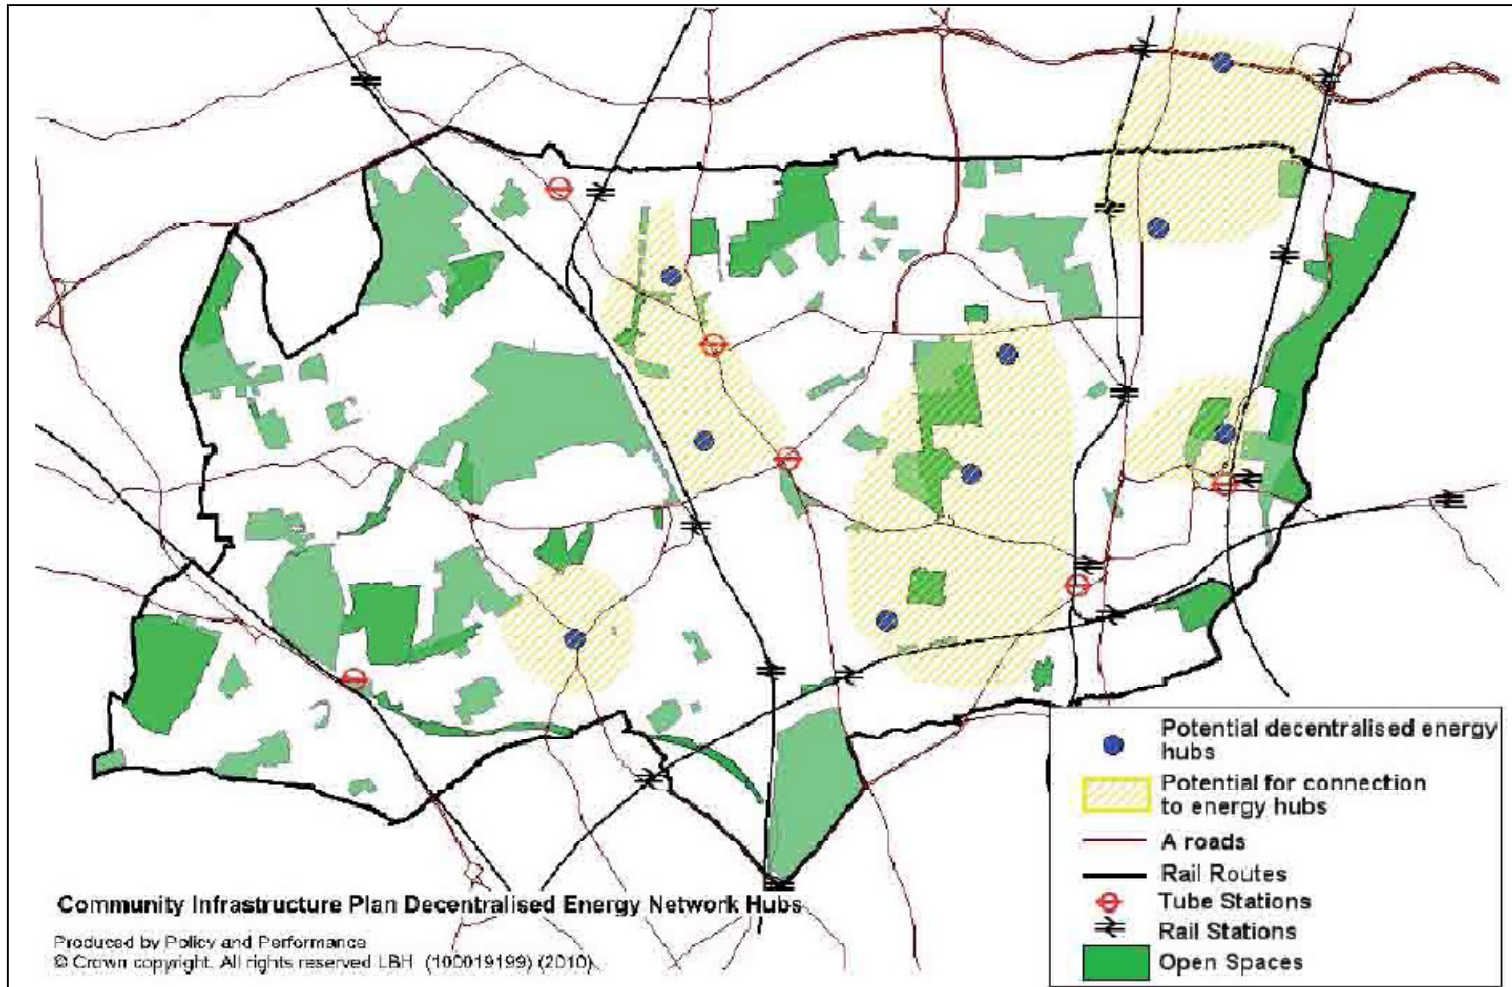 Potential decentralised energy
hubs
Potential for connection
to energy hubs
A roads
Rail Routes
Tube Stations
Rail Stations
Open Spaces
Community Infrastructure Plan Decentralised Energy Network Hubs
Produced by Policy and Performance
© Crown copyright. All rights reserved LBH (100019199) (2010)